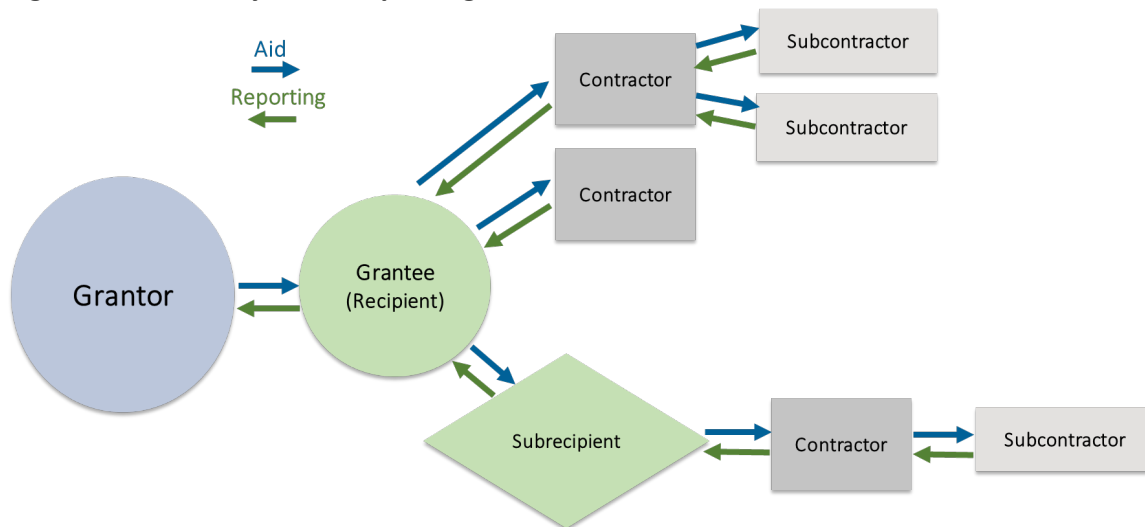 Aid
Reporting
Grantor
Grantee
(Recipient)
Contractor
Subcontractor
Subcontractor
Contractor
Subrecipient
Contractor
Subcontractor